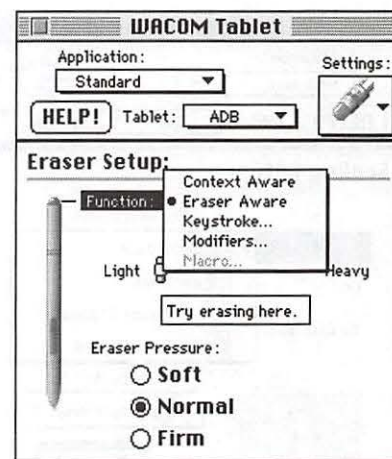 WACOM Tablet
Application:
Standard
Settings:
HELP! Tablet: ADB
Eraser Setup:
Function:
Context Aware
Eraser Aware
Keystroke...
Modifiers...
Macro...
Light Heavy
Try erasing here.
Eraser Pressure:
Soft
Normal
Firm